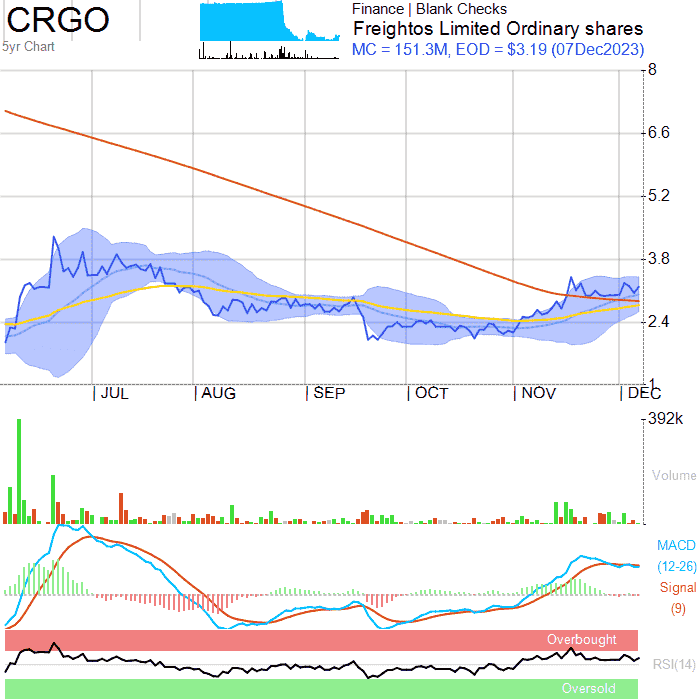 CRGO
5yr Chart
Finance | Blank Checks
Freightos Limited Ordinary shares
MC = 151.3M, EOD = $3.19 (07Dec2023)
8
6.6
5.2
3.8
2.4
1
| JUL | AUG | SEP | OCT | NOV | DEC
392k
Volume
MACD
(12-26)
Signal
(9)
Overbought
RSI(14)
Oversold